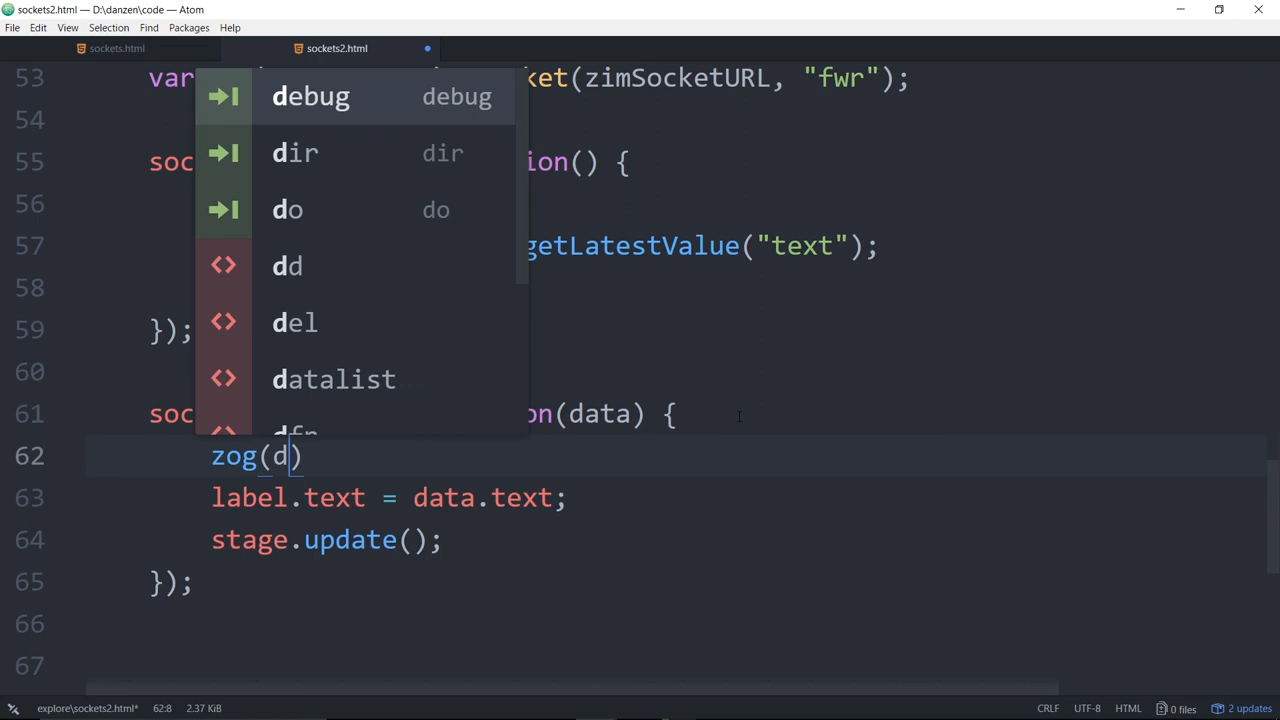 sockets2.html — D:\danzen\code — Atom
File Edit View Selection Find Packages Help
sockets.html sockets2.html
53 var ket(zimSocketURL, "fwr");
54
55 soc ion() {
56
57 getLatestValue("text");
58
59 });
60
61 soc on(data) {
62 zog(d)
63 label.text = data.text;
64 stage.update();
65 });
66
67
debug debug
dir dir
do do
dd
del
datalist
dfn
explore\sockets2.html* 62:8 2.37 KiB CRLF UTF-8 HTML 0 files 2 updates